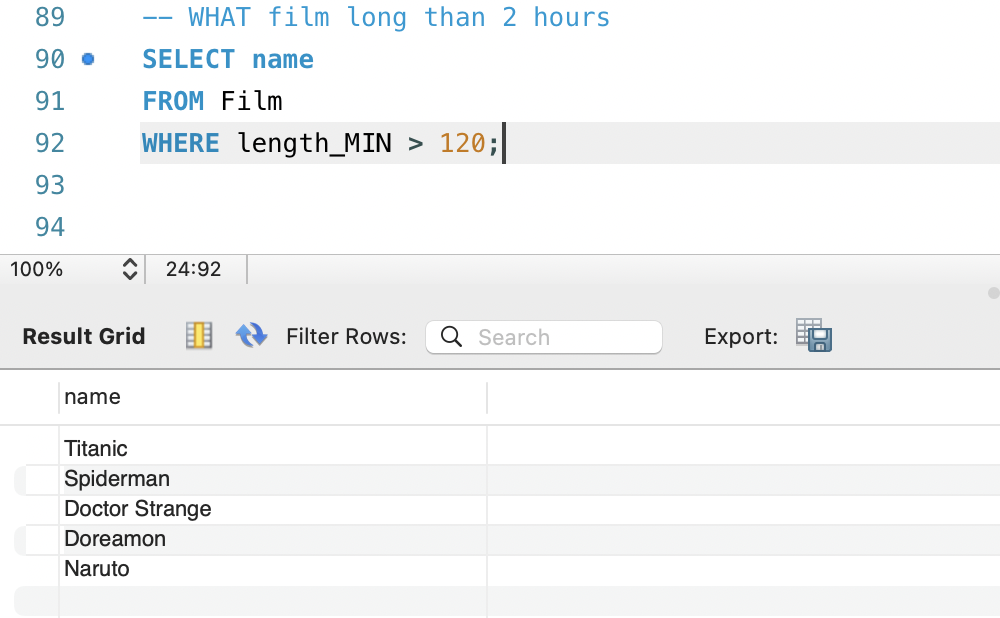 89 -- WHAT film long than 2 hours
90 SELECT name
91 FROM Film
92 WHERE length_MIN > 120;
93
94
100% 24:92
Result Grid Filter Rows: Search Export:
name
Titanic
Spiderman
Doctor Strange
Doreamon
Naruto